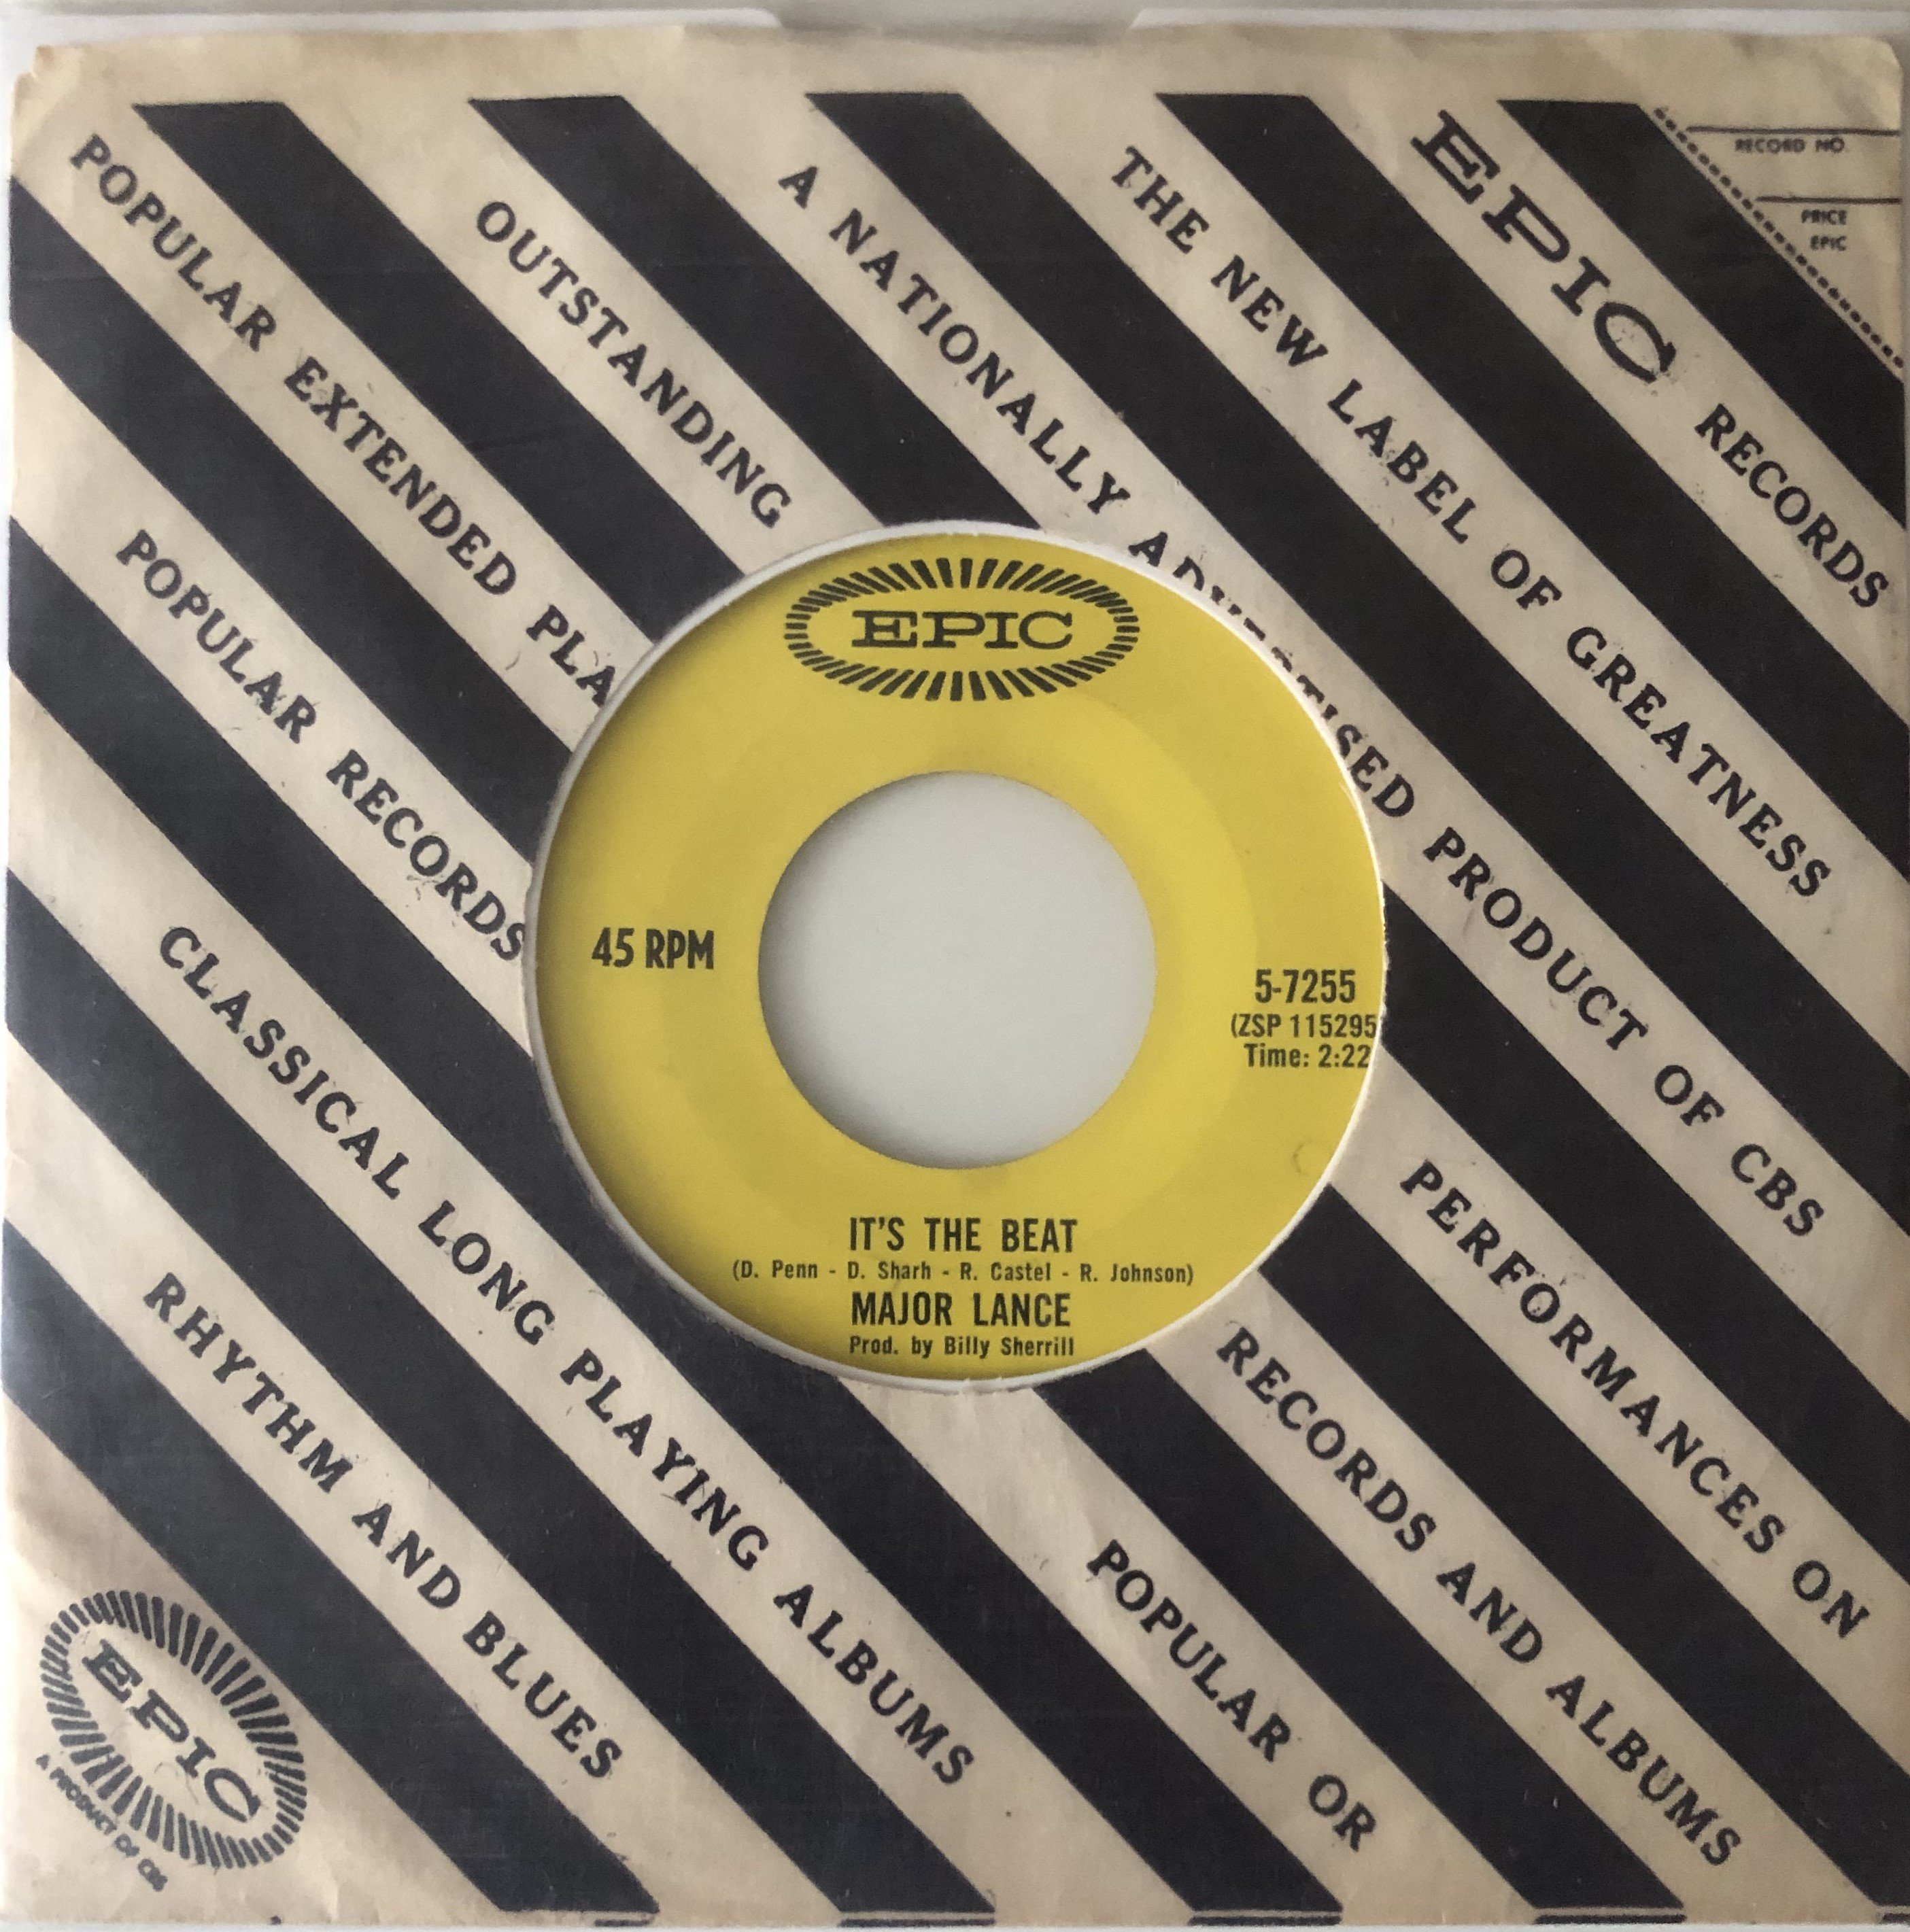 RECORD NO.
PRICE
EPIC
EPIC RECORDS
THE NEW LABEL OF GREATNESS
A NATIONALLY ADVERTISED PRODUCT OF CBS
OUTSTANDING PERFORMANCES ON
POPULAR EXTENDED PLA RECORDS AND ALBUMS
POPULAR RECORDS POPULAR OR
CLASSICAL LONG PLAYING ALBUMS
RHYTHM AND BLUES
EPIC
A PRODUCT OF CBS
EPIC
45 RPM
5-7255
(ZSP 115295
Time: 2:22
IT'S THE BEAT
(D. Penn - D. Sharh - R. Castel - R. Johnson)
MAJOR LANCE
Prod. by Billy Sherrill